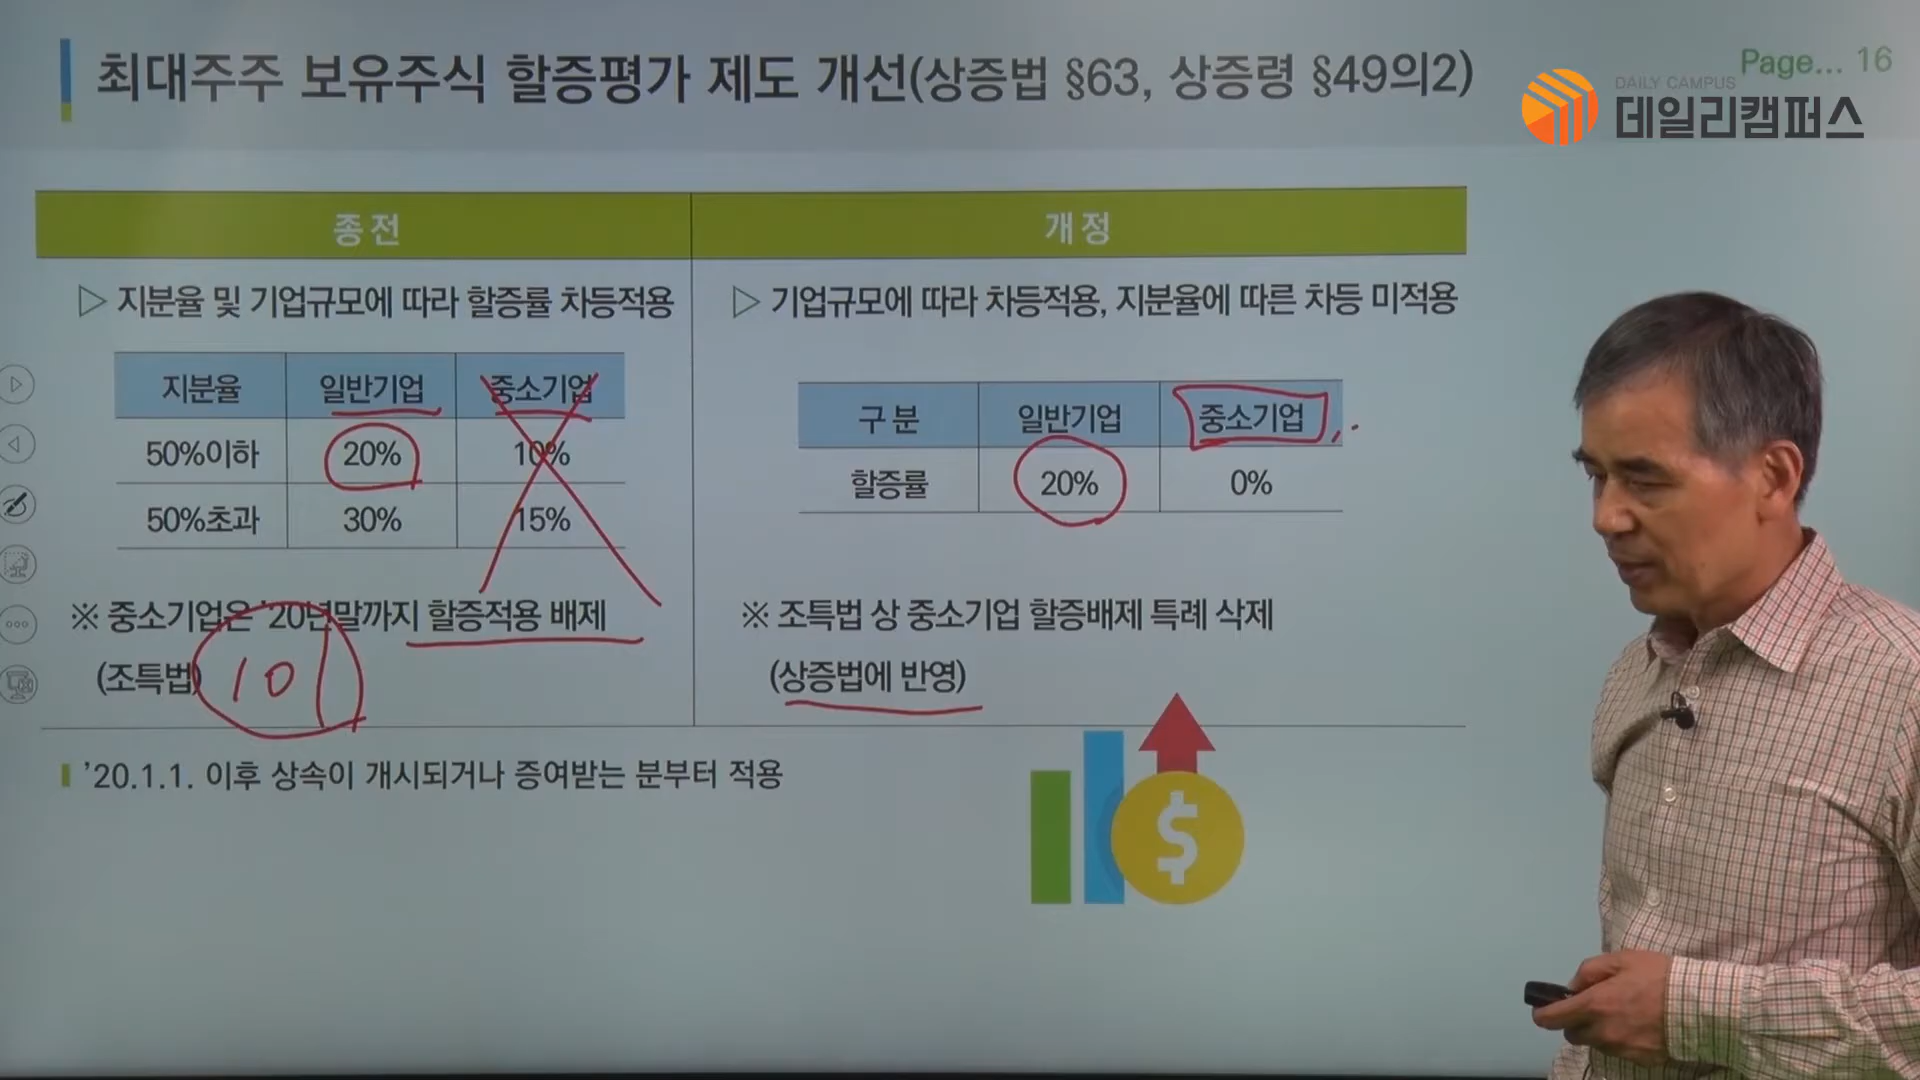 최대주주 보유주식 할증평가 제도 개선(상증법 §63, 상증령 §49의2)
Page... 16
DAILY CAMPUS
데일리캠퍼스
종 전
개 정
▷ 지분율 및 기업규모에 따라 할증률 차등적용
▷ 기업규모에 따라 차등적용, 지분율에 따른 차등 미적용
지분율 일반기업 중소기업
50%이하 20% 10%
50%초과 30% 15%
구 분 일반기업 중소기업
할증률 20% 0%
※ 중소기업은 '20년말까지 할증적용 배제
(조특법) 101
※ 조특법 상 중소기업 할증배제 특례 삭제
(상증법에 반영)
'20.1.1. 이후 상속이 개시되거나 증여받는 분부터 적용
$